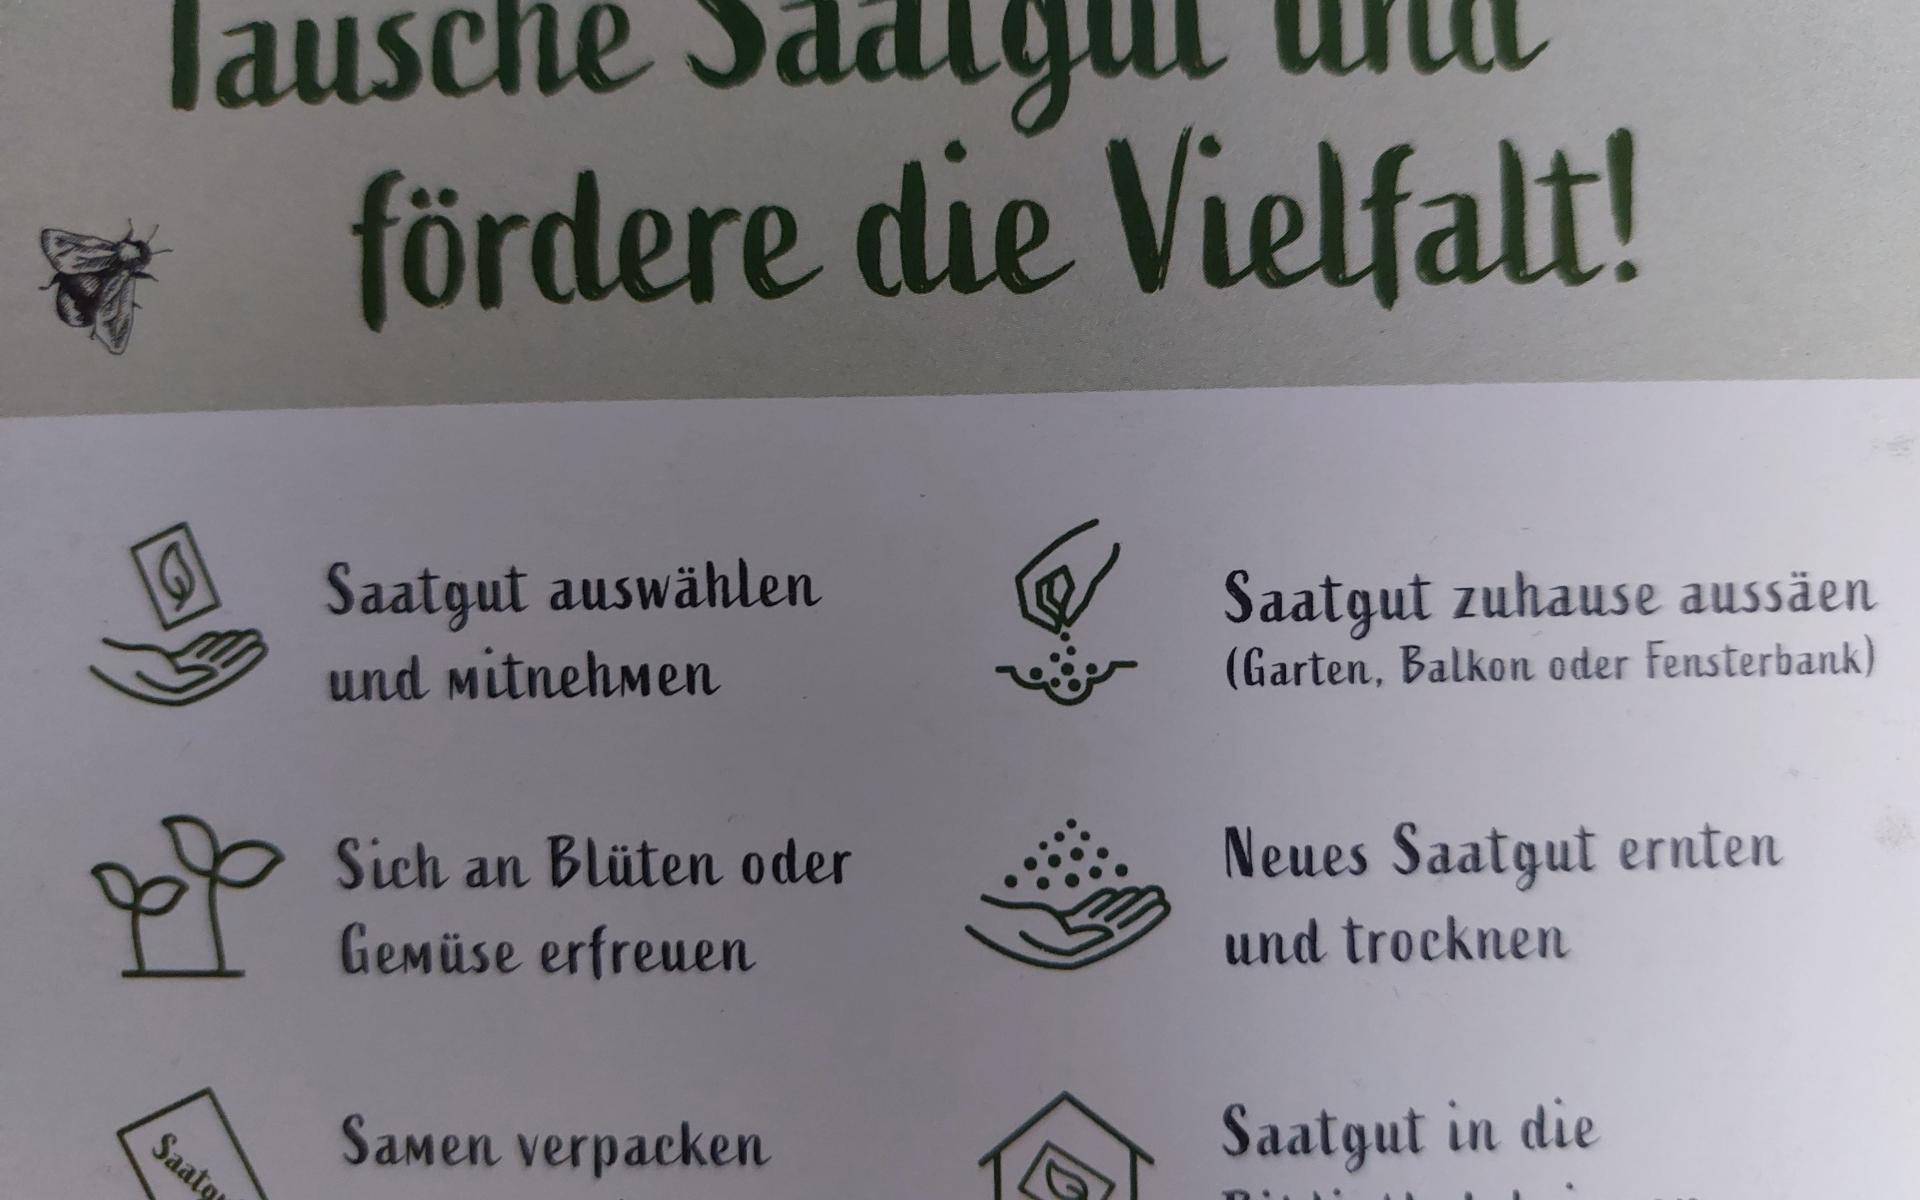 Tausche Saatgut und
fördere die Vielfalt!
Saatgut auswählen
und mitnehmen
Saatgut zuhause aussäen
(Garten, Balkon oder Fensterbank)
Sich an Blüten oder
Gemüse erfreuen
Neues Saatgut ernten
und trocknen
Samen verpacken
Saatgut in die